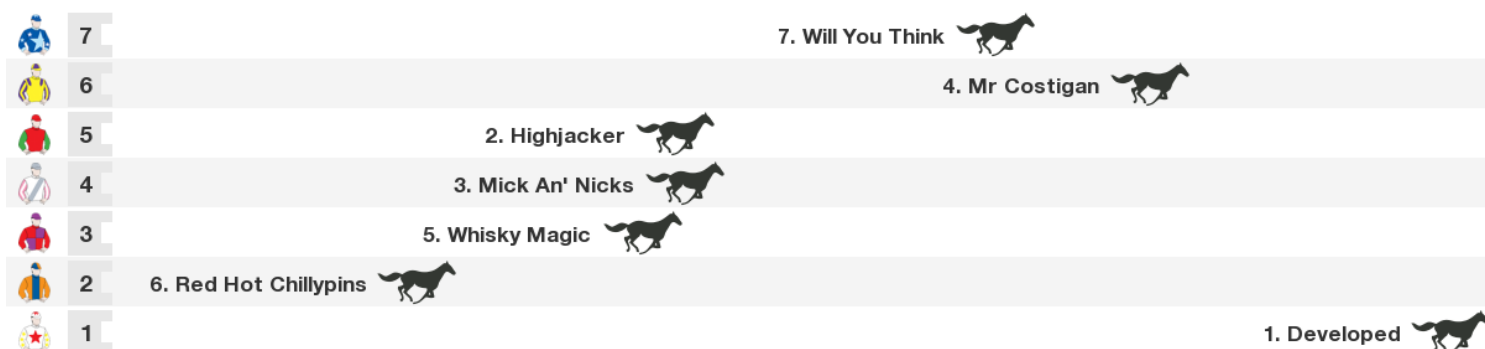 7 7. Will You Think
6 4. Mr Costigan
5 2. Highjacker
4 3. Mick An' Nicks
3 5. Whisky Magic
2 6. Red Hot Chillypins
1 1. Developed